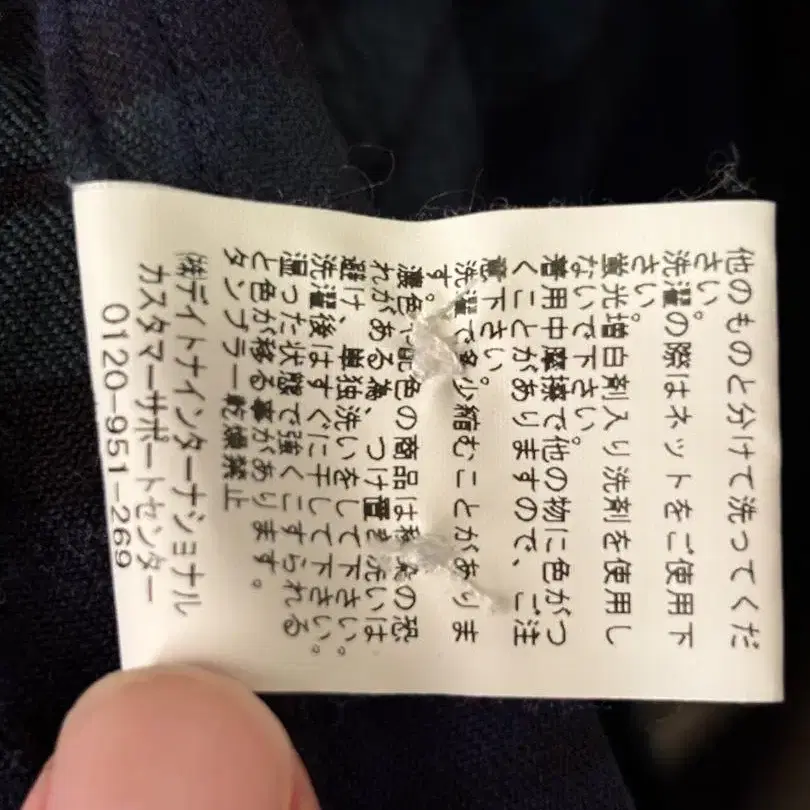 他のものと分けて洗ってくだ
さい。
洗濯の際はネットをご使用下
さい。
蛍光増白剤入り洗剤を使用し
ないで下さい。
着用中摩擦で他の物に色がつ
くことがありますので、ご注
意下さい。
洗濯で多少縮むことがありま
す。
濃色や配色の商品は移染の恐
れがある為、つけ置き洗いは
避け、単独洗いをして下さい。
洗濯後はすぐに干して下さい。
湿った状態で強くこすられる
と色が移る事があります。
タンブラー乾燥禁止
㈱デイトナインターナショナル
カスタマーサポートセンター
0120-951-269